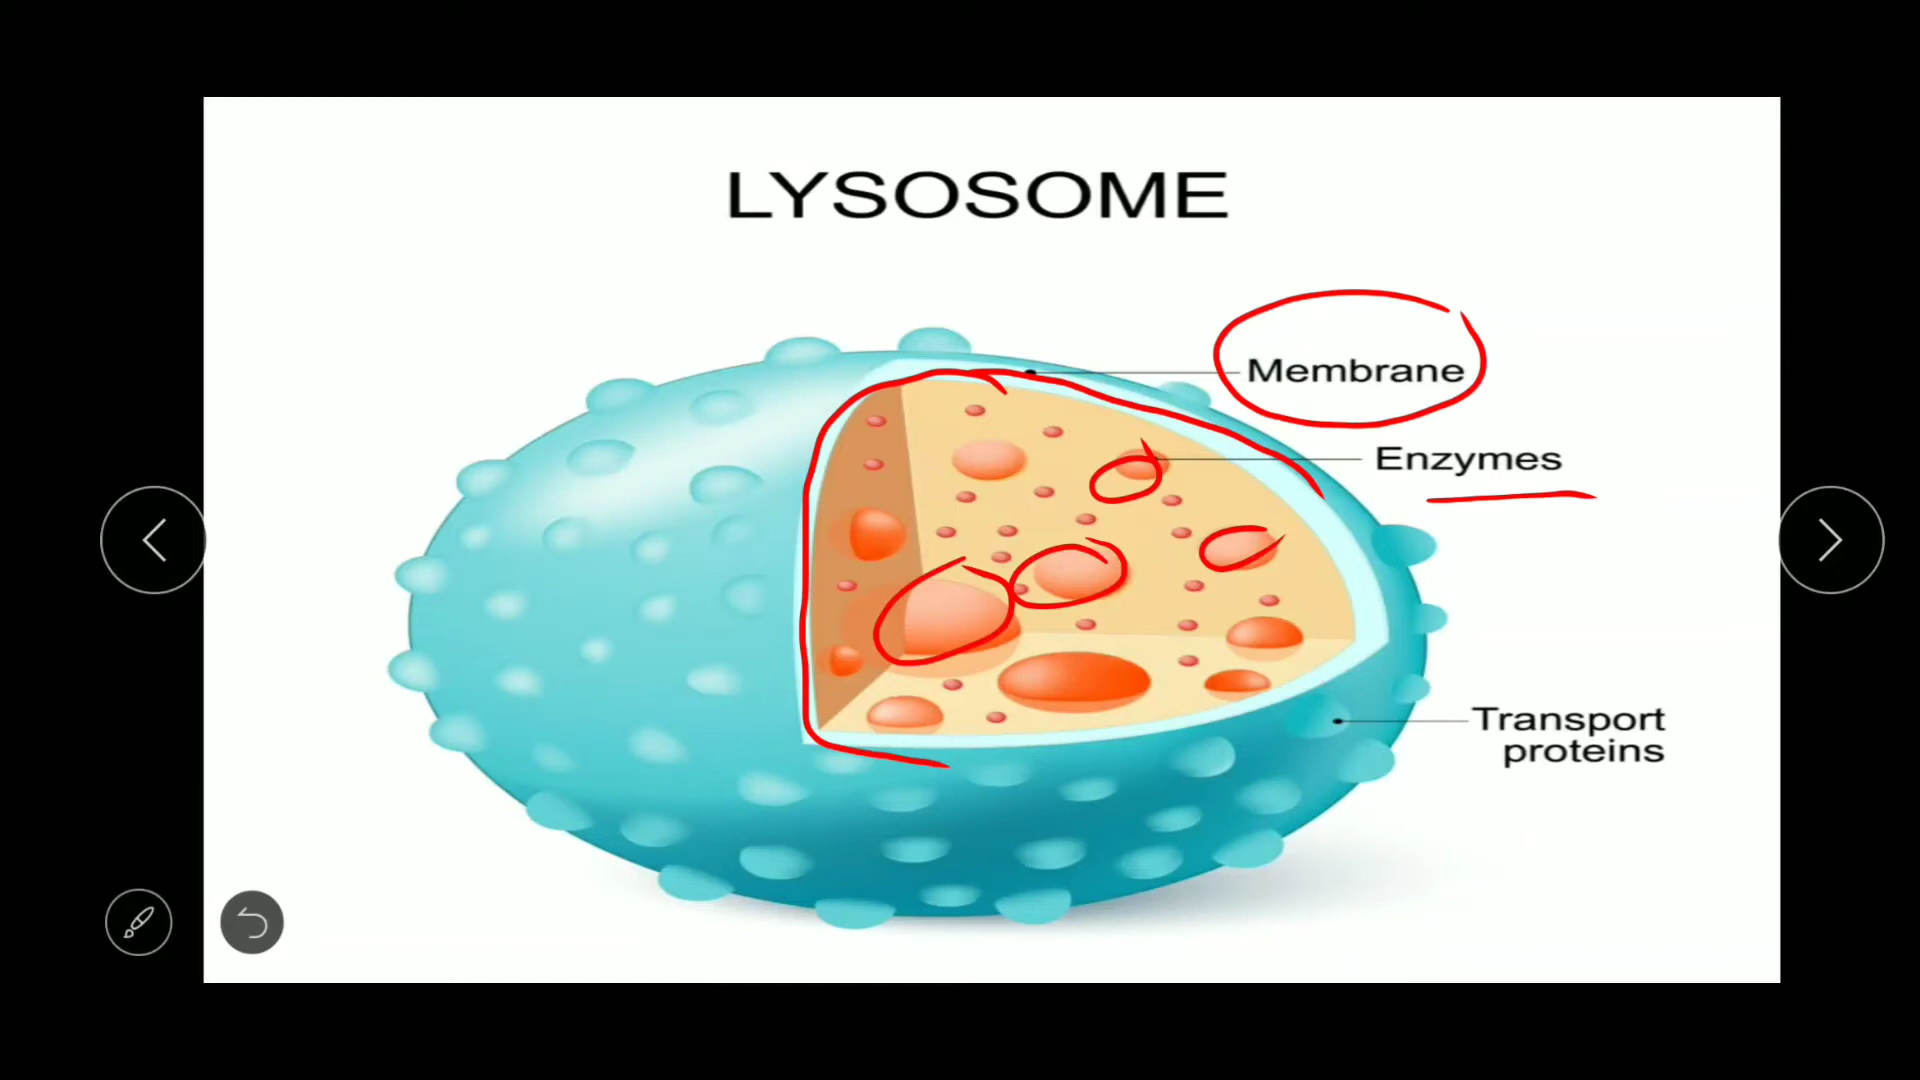 LYSOSOME
Membrane
Enzymes
Transport
proteins